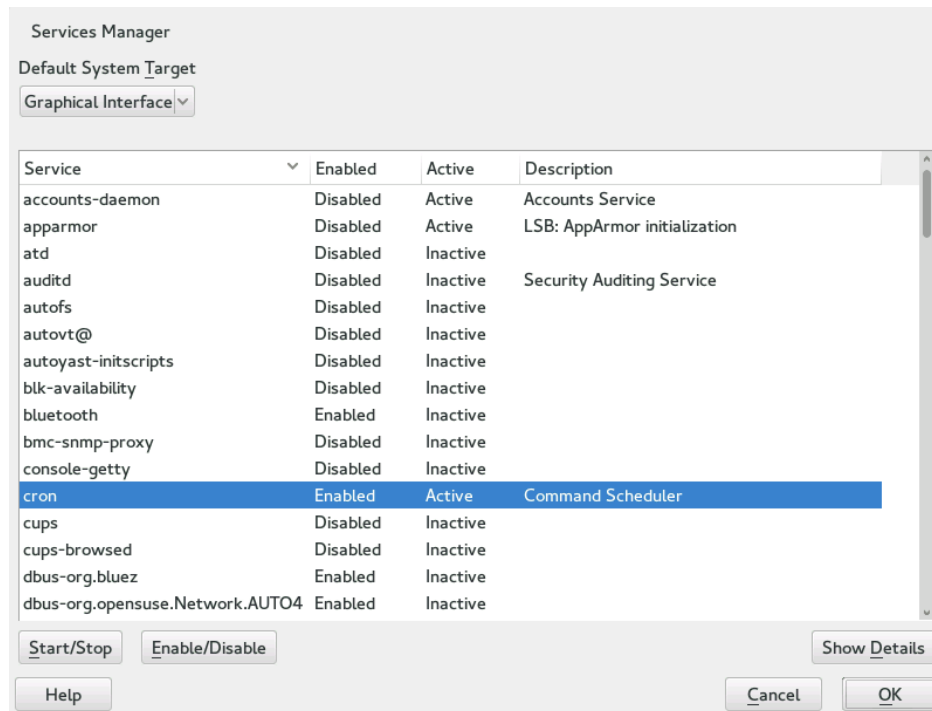 Services Manager
Default System Target
Graphical Interface
Service Enabled Active Description
accounts-daemon Disabled Active Accounts Service
apparmor Disabled Active LSB: AppArmor initialization
atd Disabled Inactive
auditd Disabled Inactive Security Auditing Service
autofs Disabled Inactive
autovt@ Disabled Inactive
autoyast-initscripts Disabled Inactive
blk-availability Disabled Inactive
bluetooth Enabled Inactive
bmc-snmp-proxy Disabled Inactive
console-getty Disabled Inactive
cron Enabled Active Command Scheduler
cups Disabled Inactive
cups-browsed Disabled Inactive
dbus-org.bluez Enabled Inactive
dbus-org.opensuse.Network.AUTO4 Enabled Inactive
Start/Stop Enable/Disable Show Details
Help Cancel OK